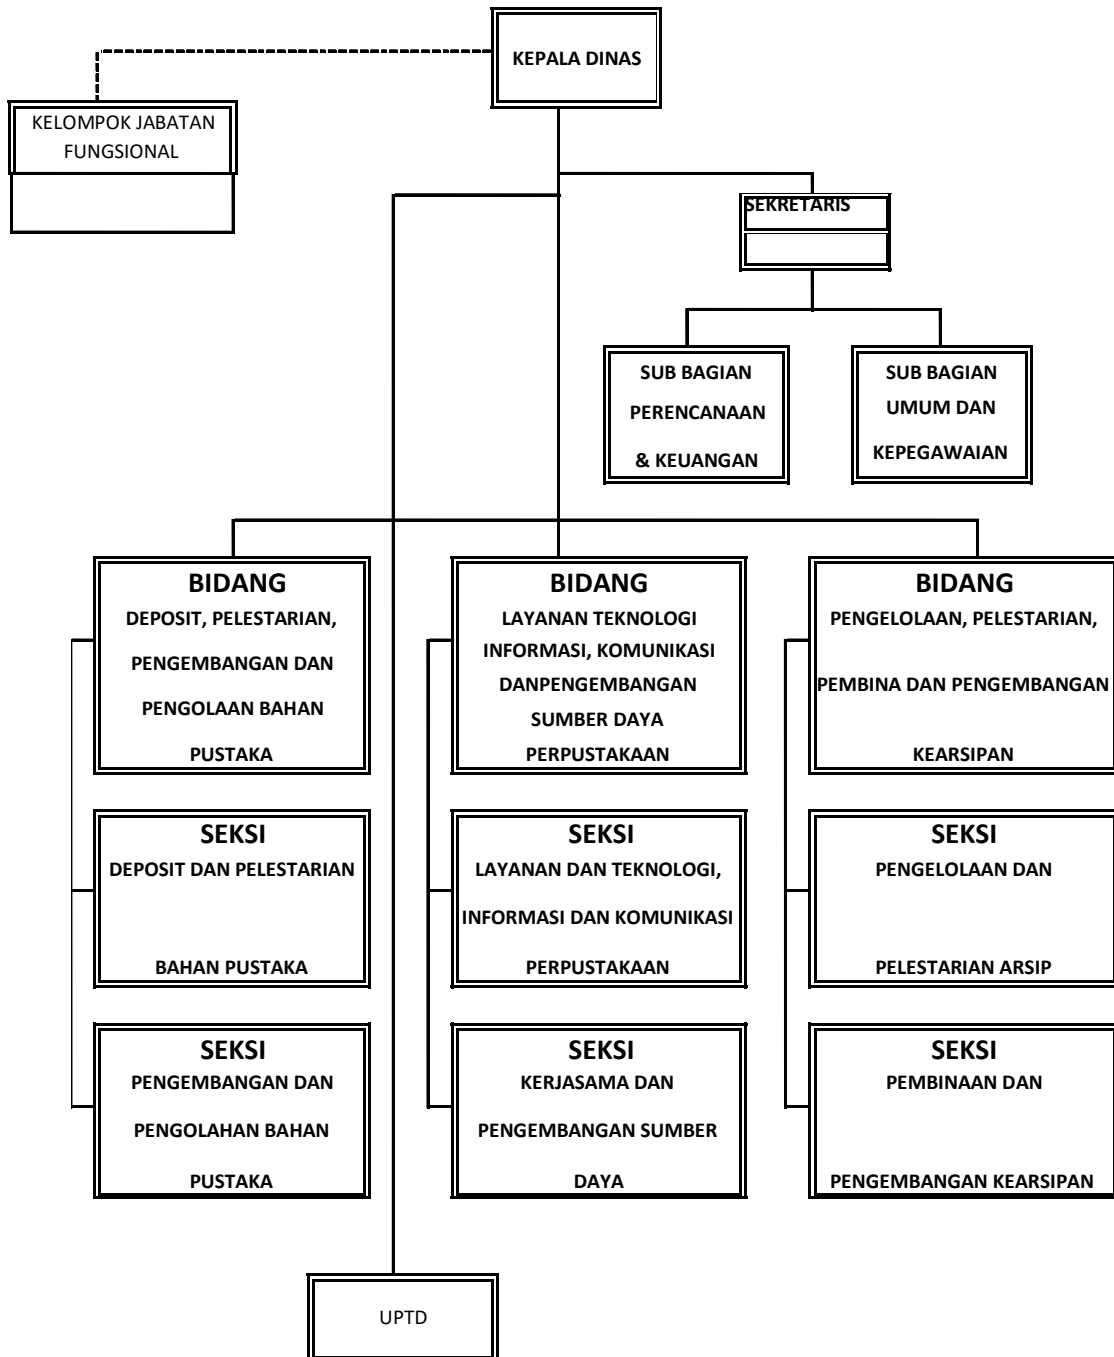 KEPALA DINAS
KELOMPOK JABATAN
FUNGSIONAL
SEKRETARIS
SUB BAGIAN
PERENCANAAN
& KEUANGAN
SUB BAGIAN
UMUM DAN
KEPEGAWAIAN
BIDANG
DEPOSIT, PELESTARIAN,
PENGEMBANGAN DAN
PENGOLAAN BAHAN
PUSTAKA
BIDANG
LAYANAN TEKNOLOGI
INFORMASI, KOMUNIKASI
DANPENGEMBANGAN
SUMBER DAYA
PERPUSTAKAAN
BIDANG
PENGELOLAAN, PELESTARIAN,
PEMBINA DAN PENGEMBANGAN
KEARSIPAN
SEKSI
DEPOSIT DAN PELESTARIAN
BAHAN PUSTAKA
SEKSI
LAYANAN DAN TEKNOLOGI,
INFORMASI DAN KOMUNIKASI
PERPUSTAKAAN
SEKSI
PENGELOLAAN DAN
PELESTARIAN ARSIP
SEKSI
PENGEMBANGAN DAN
PENGOLAHAN BAHAN
PUSTAKA
SEKSI
KERJASAMA DAN
PENGEMBANGAN SUMBER
DAYA
SEKSI
PEMBINAAN DAN
PENGEMBANGAN KEARSIPAN
UPTD